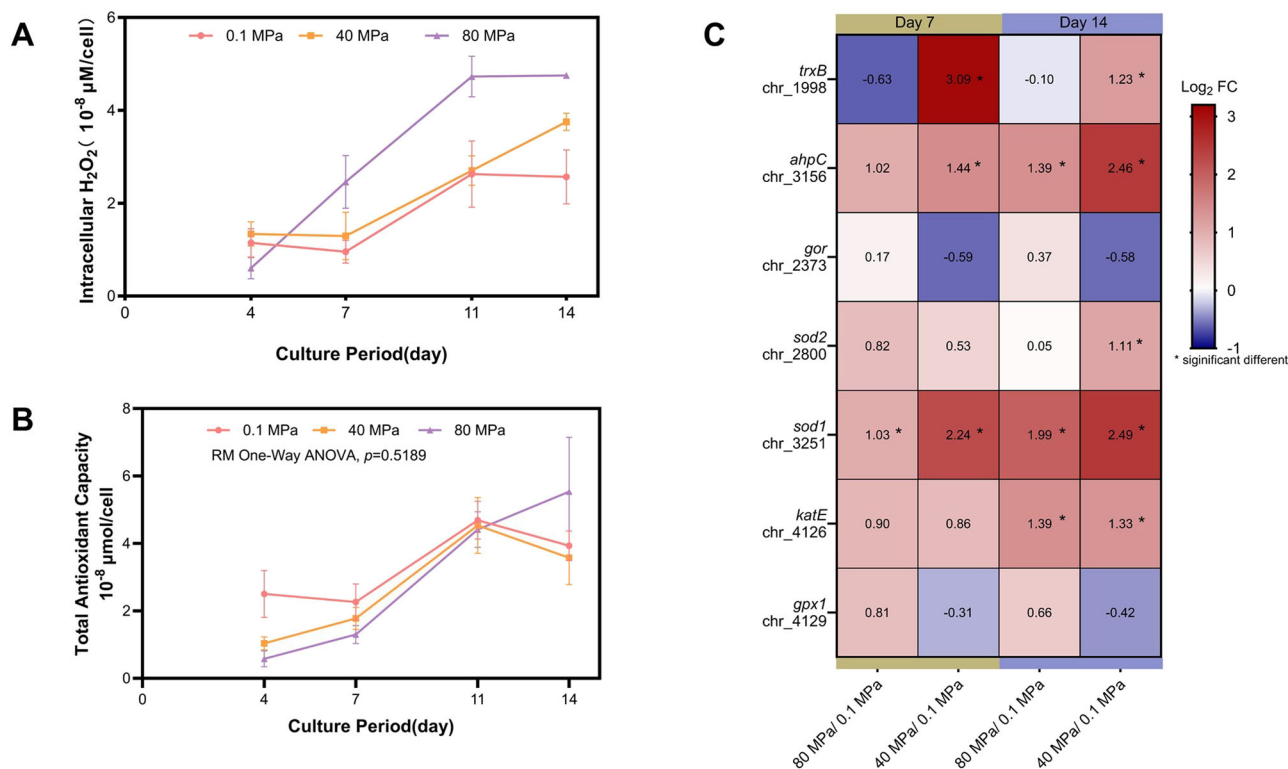 A
Intracellular H₂O₂( 10⁻⁸ μM/cell)
6
4
2
0
0.1 MPa 40 MPa 80 MPa
0 4 7 11 14
Culture Period(day)
B
Total Antioxidant Capacity
10⁻⁸ μmol/cell
8
6
4
2
0
0.1 MPa 40 MPa 80 MPa
RM One-Way ANOVA, p=0.5189
0 4 7 11 14
Culture Period(day)
C
Day 7 Day 14
trxB
chr_1998
-0.63 3.09 * -0.10 1.23 *
ahpC
chr_3156
1.02 1.44 * 1.39 * 2.46 *
gor
chr_2373
0.17 -0.59 0.37 -0.58
sod2
chr_2800
0.82 0.53 0.05 1.11 *
sod1
chr_3251
1.03 * 2.24 * 1.99 * 2.49 *
katE
chr_4126
0.90 0.86 1.39 * 1.33 *
gpx1
chr_4129
0.81 -0.31 0.66 -0.42
80 MPa/ 0.1 MPa
40 MPa/ 0.1 MPa
80 MPa/ 0.1 MPa
40 MPa/ 0.1 MPa
Log₂ FC
3
2
1
0
-1
* siginificant different